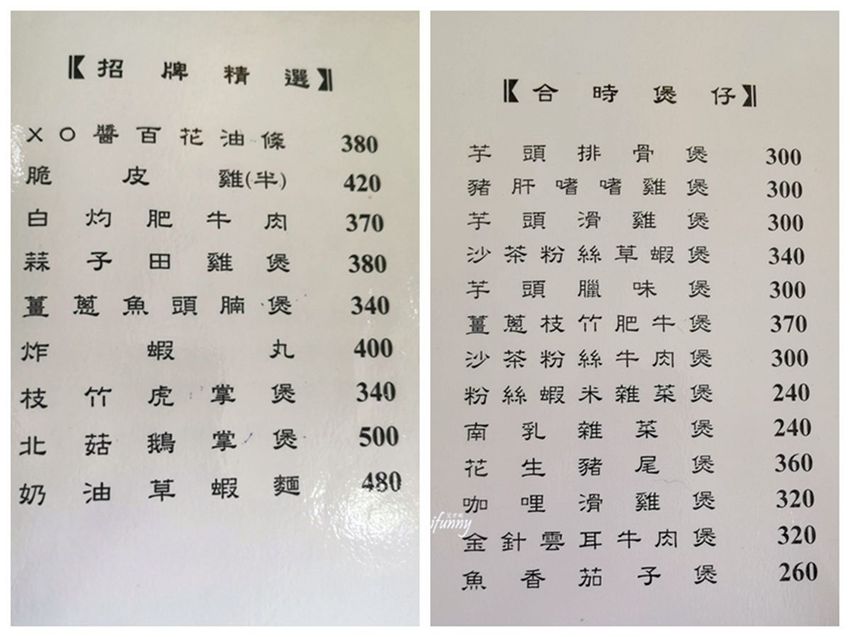 【招牌精選】
XO醬百花油條 380
脆皮雞(半) 420
白灼肥牛肉 370
蒜子田雞煲 380
薑蔥魚頭腩煲 340
炸蝦丸 400
枝竹虎掌煲 340
北菇鵝掌煲 500
奶油草蝦麵 480
【合時煲仔】
芋頭排骨煲 300
豬肝嗜嗜雞煲 300
芋頭滑雞煲 300
沙茶粉絲草蝦煲 340
芋頭臘味煲 300
薑蔥枝竹肥牛煲 370
沙茶粉絲牛肉煲 300
粉絲蝦米雜菜煲 240
南乳雜菜煲 240
花生豬尾煲 360
咖哩滑雞煲 320
金針雲耳牛肉煲 320
魚香茄子煲 260
ifunny